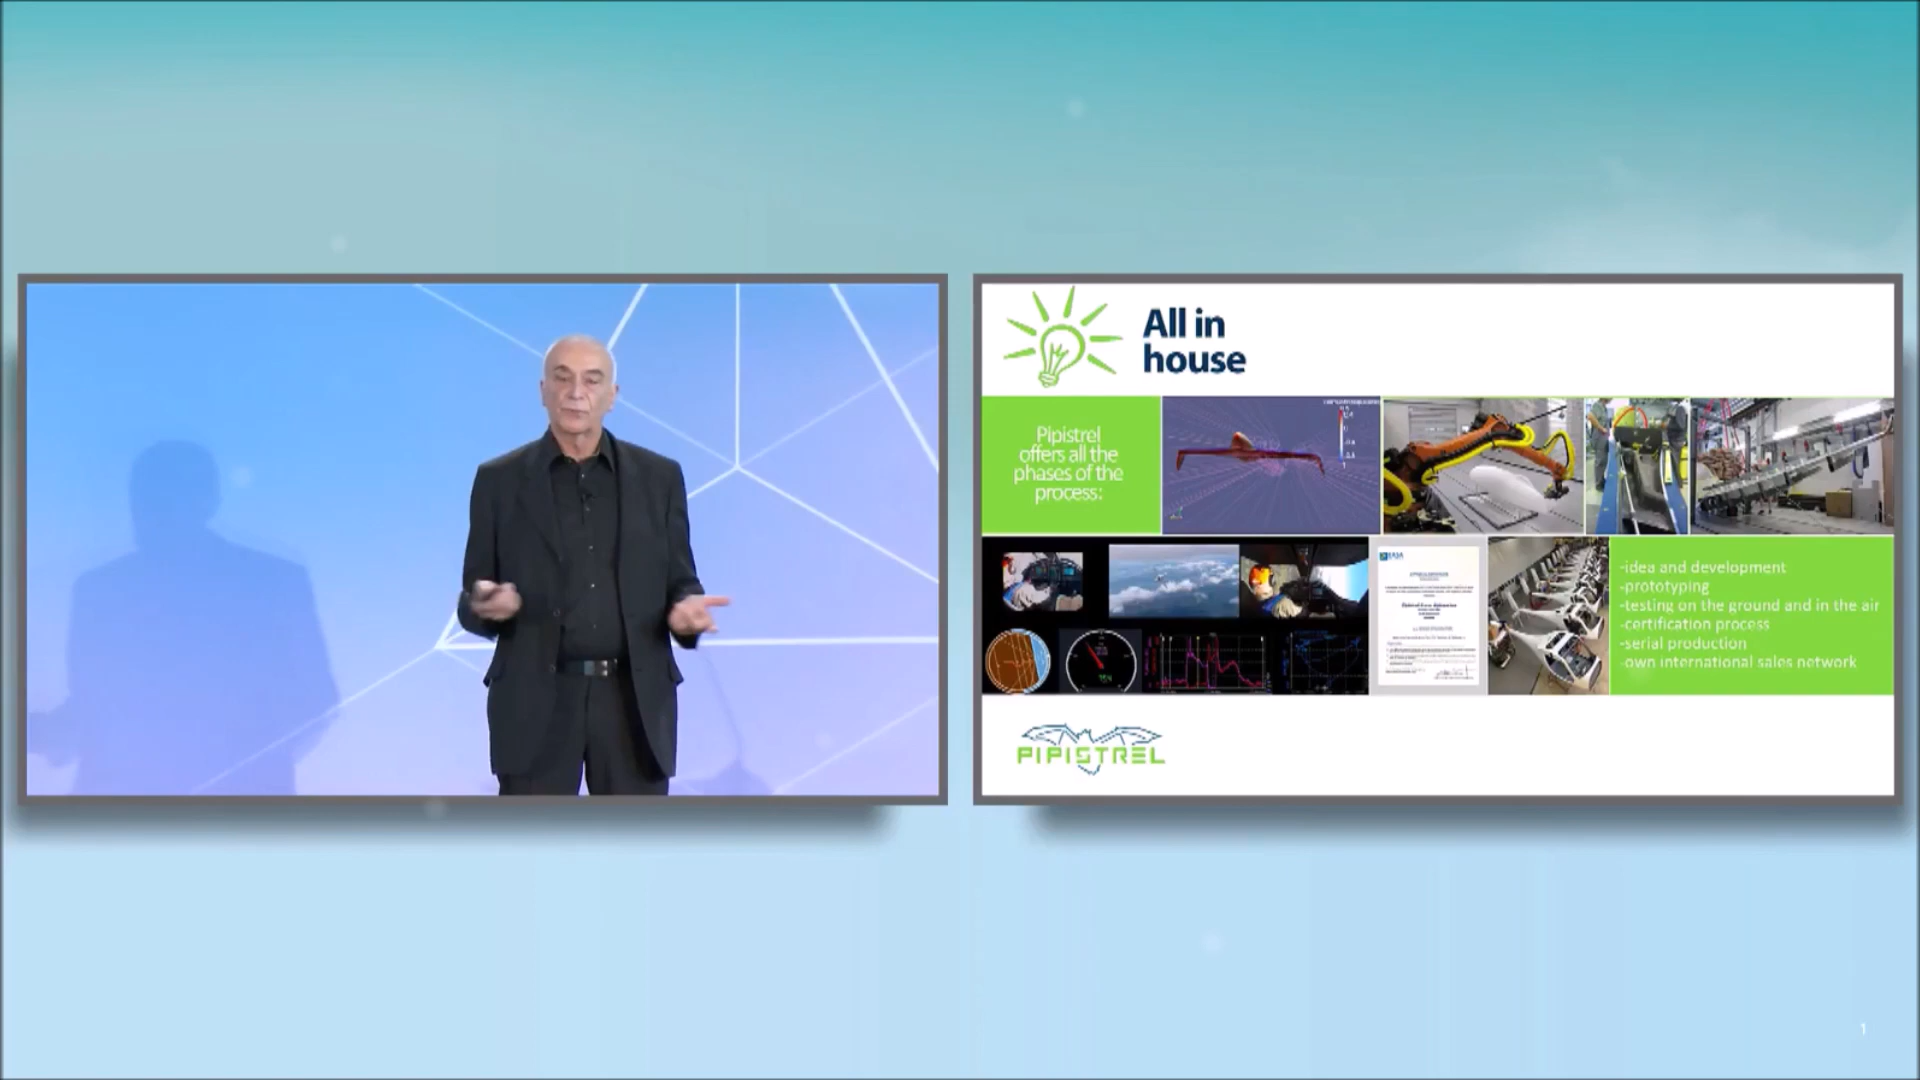 All in
house
Pipistrel
offers all the
phases of the
process:
-idea and development
-prototyping
-testing on the ground and in the air
-certification process
-serial production
-own international sales network
EASA
PIPISTREL
1